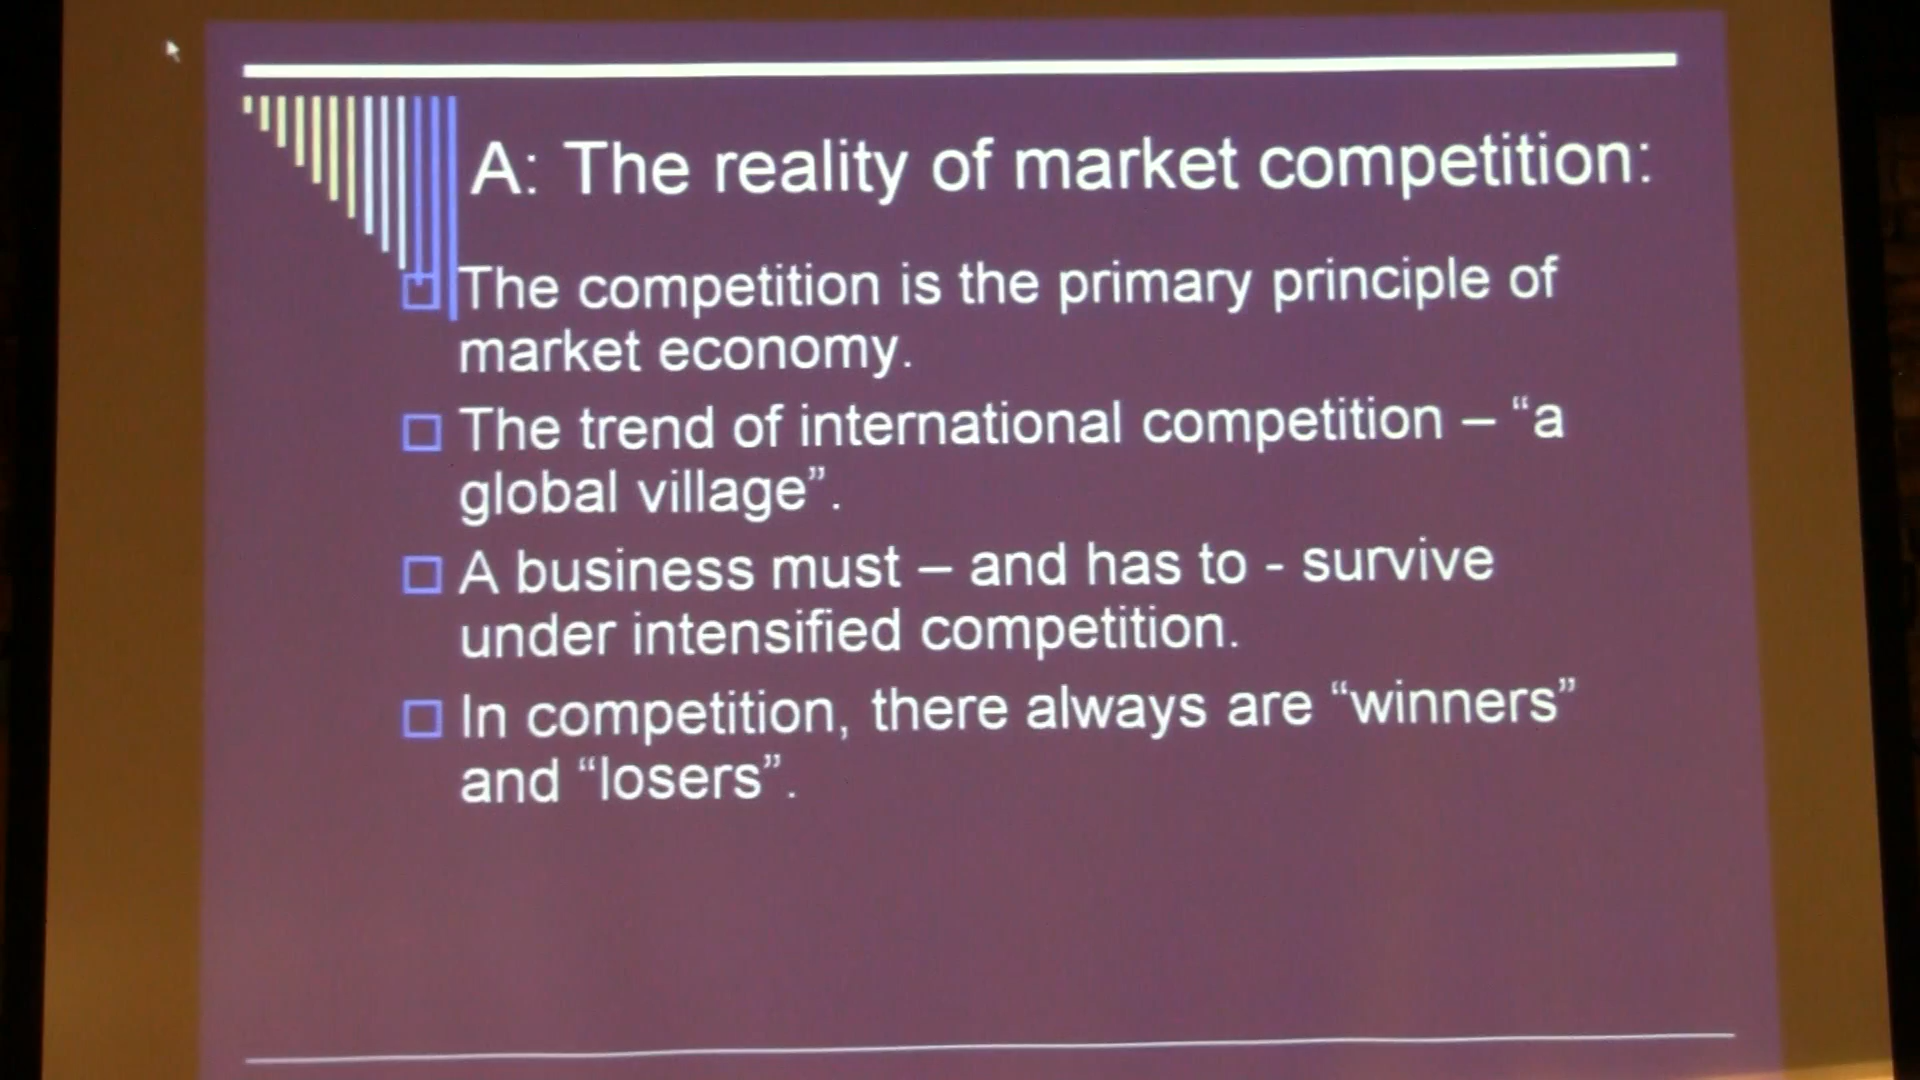 A: The reality of market competition:
The competition is the primary principle of
market economy.
The trend of international competition – “a
global village”.
A business must – and has to - survive
under intensified competition.
In competition, there always are “winners”
and “losers”.